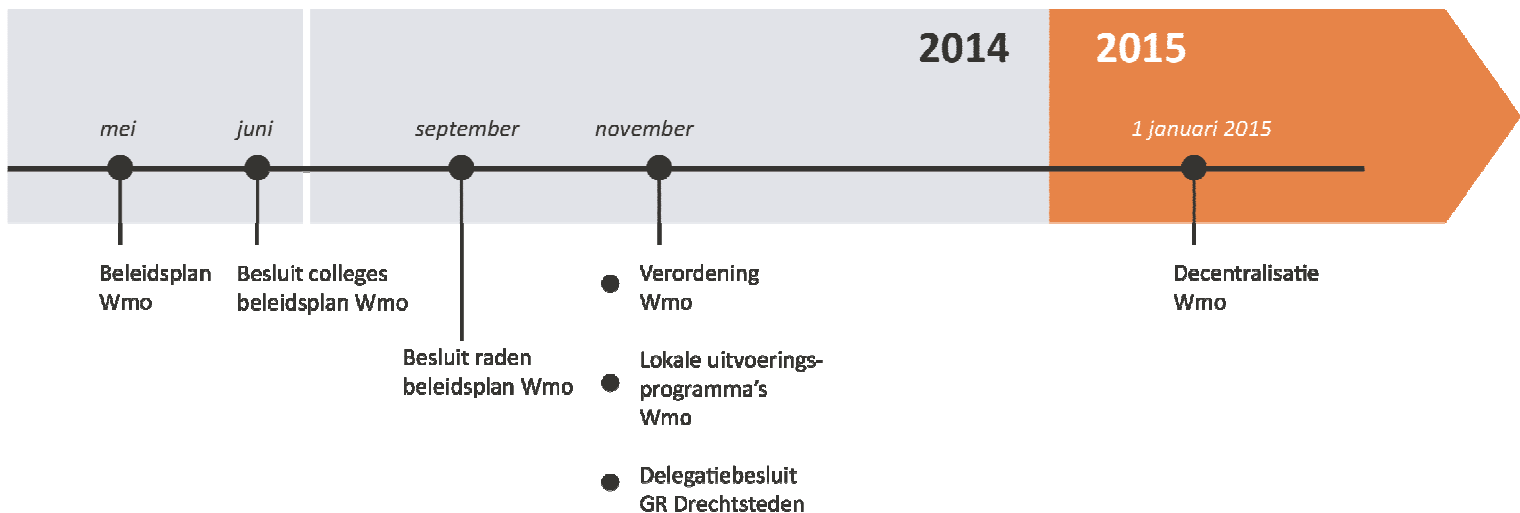 2014
2015
mei
juni
september
november
1 januari 2015
Beleidsplan
Wmo
Besluit colleges
beleidsplan Wmo
Besluit raden
beleidsplan Wmo
Verordening
Wmo
Lokale uitvoerings-
programma's
Wmo
Delegatiebesluit
GR Drechtsteden
Decentralisatie
Wmo